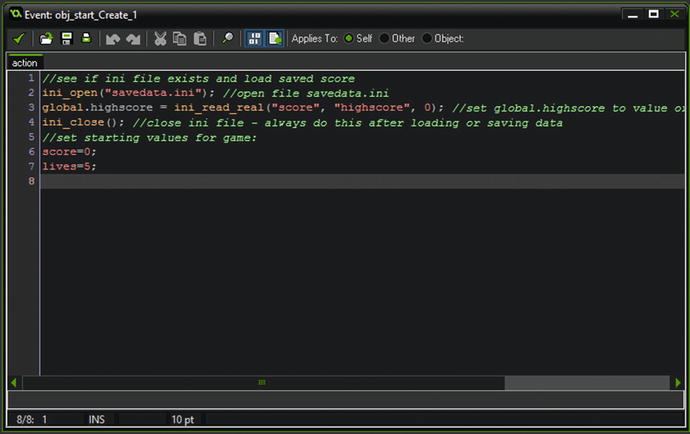 Event: obj_start_Create_1
Applies To: Self Other Object:
action
1 //see if ini file exists and load saved score
2 ini_open("savedata.ini"); //open file savedata.ini
3 global.highscore = ini_read_real("score", "highscore", 0); //set global.highscore to value
4 ini_close(); //close ini file - always do this after loading or saving data
5 //set starting values for game:
6 score=0;
7 lives=5;
8
8/8: 1 INS 10 pt